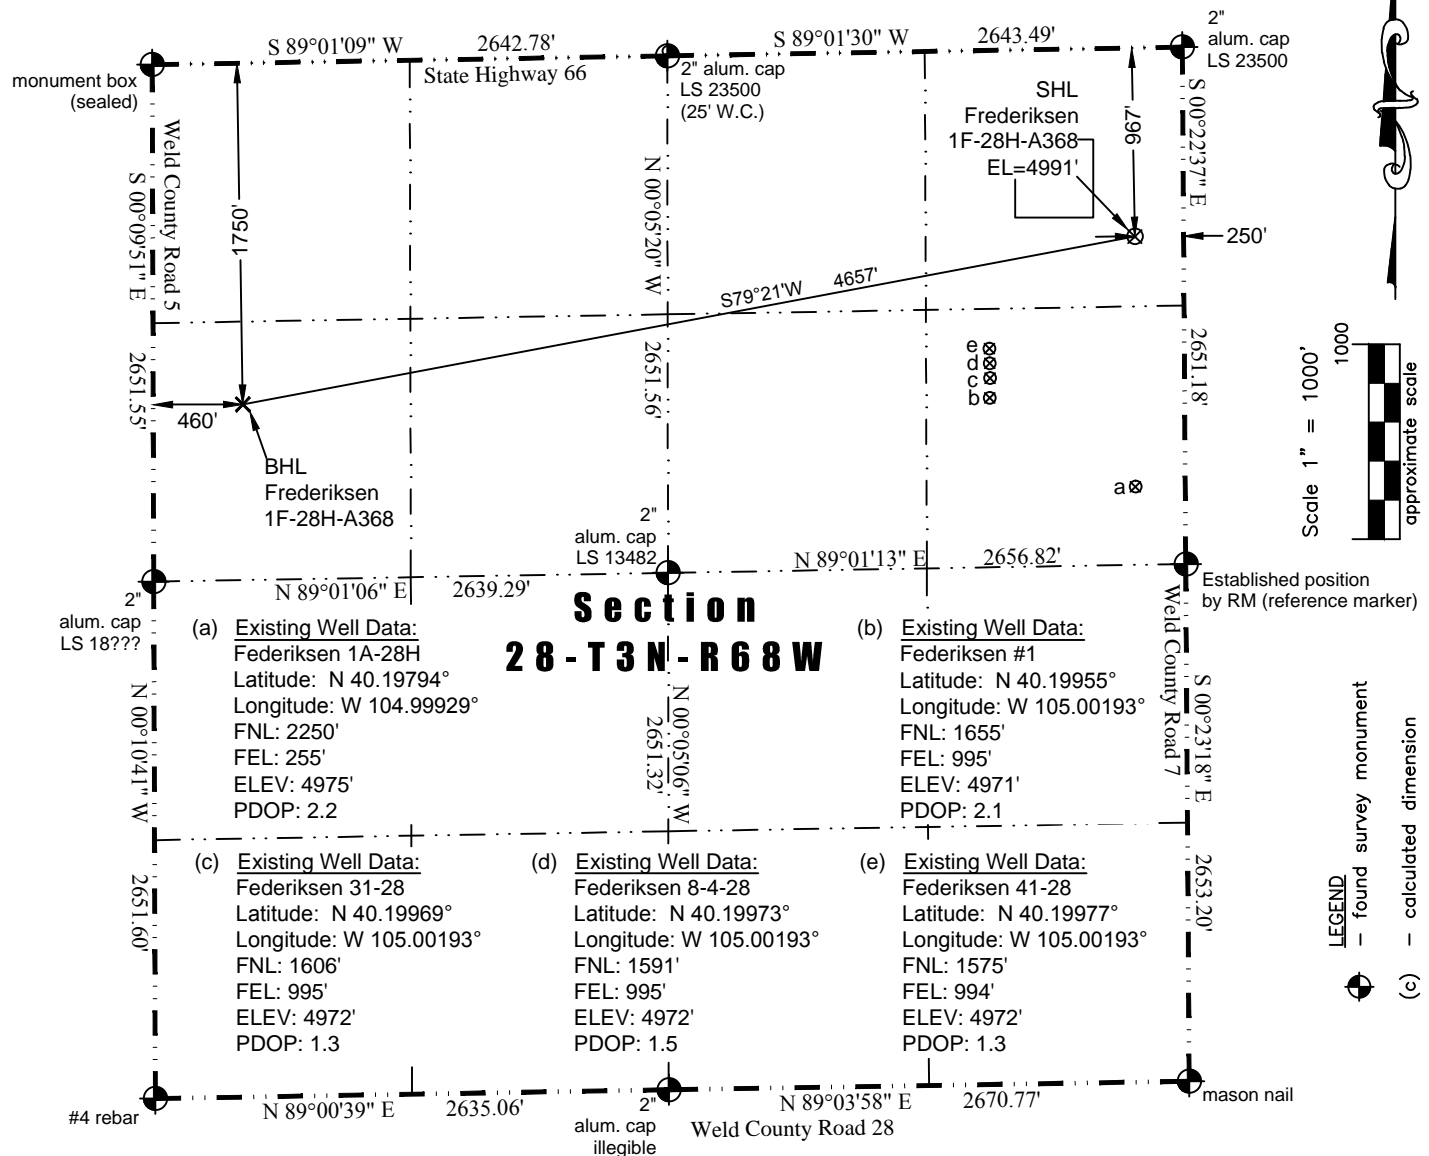 S 89°01'09" W 2642.78'
S 89°01'30" W 2643.49'
2"
alum. cap
LS 23500
monument box
(sealed)
State Highway 66
2" alum. cap
LS 23500
(25' W.C.)
SHL
Frederiksen
1F-28H-A368
EL=4991'
967'
250'
Weld County Road 5
S 00°09'51" E
2651.55'
1750'
N 00°05'20" W
2651.56'
S 00°22'37" E
2651.18'
S79°21'W 4657'
460'
BHL
Frederiksen
1F-28H-A368
e
d
c
b
a
Scale 1" = 1000'
1000
approximate scale
2"
alum. cap
LS 13482
N 89°01'06" E 2639.29'
N 89°01'13" E 2656.82'
Established position
by RM (reference marker)
2"
alum. cap
LS 18???
Section
28-T3N-R68W
(a) Existing Well Data:
Federiksen 1A-28H
Latitude: N 40.19794°
Longitude: W 104.99929°
FNL: 2250'
FEL: 255'
ELEV: 4975'
PDOP: 2.2
(b) Existing Well Data:
Federiksen #1
Latitude: N 40.19955°
Longitude: W 105.00193°
FNL: 1655'
FEL: 995'
ELEV: 4971'
PDOP: 2.1
N 00°10'41" W
2651.60'
N 00°05'06" W
2651.32'
Weld County Road 7
S 00°23'18" E
2653.20'
(c) Existing Well Data:
Federiksen 31-28
Latitude: N 40.19969°
Longitude: W 105.00193°
FNL: 1606'
FEL: 995'
ELEV: 4972'
PDOP: 1.3
(d) Existing Well Data:
Federiksen 8-4-28
Latitude: N 40.19973°
Longitude: W 105.00193°
FNL: 1591'
FEL: 995'
ELEV: 4972'
PDOP: 1.5
(e) Existing Well Data:
Federiksen 41-28
Latitude: N 40.19977°
Longitude: W 105.00193°
FNL: 1575'
FEL: 994'
ELEV: 4972'
PDOP: 1.3
LEGEND
– found survey monument
(c) – calculated dimension
#4 rebar
N 89°00'39" E 2635.06'
2"
alum. cap
illegible
N 89°03'58" E 2670.77'
Weld County Road 28
mason nail